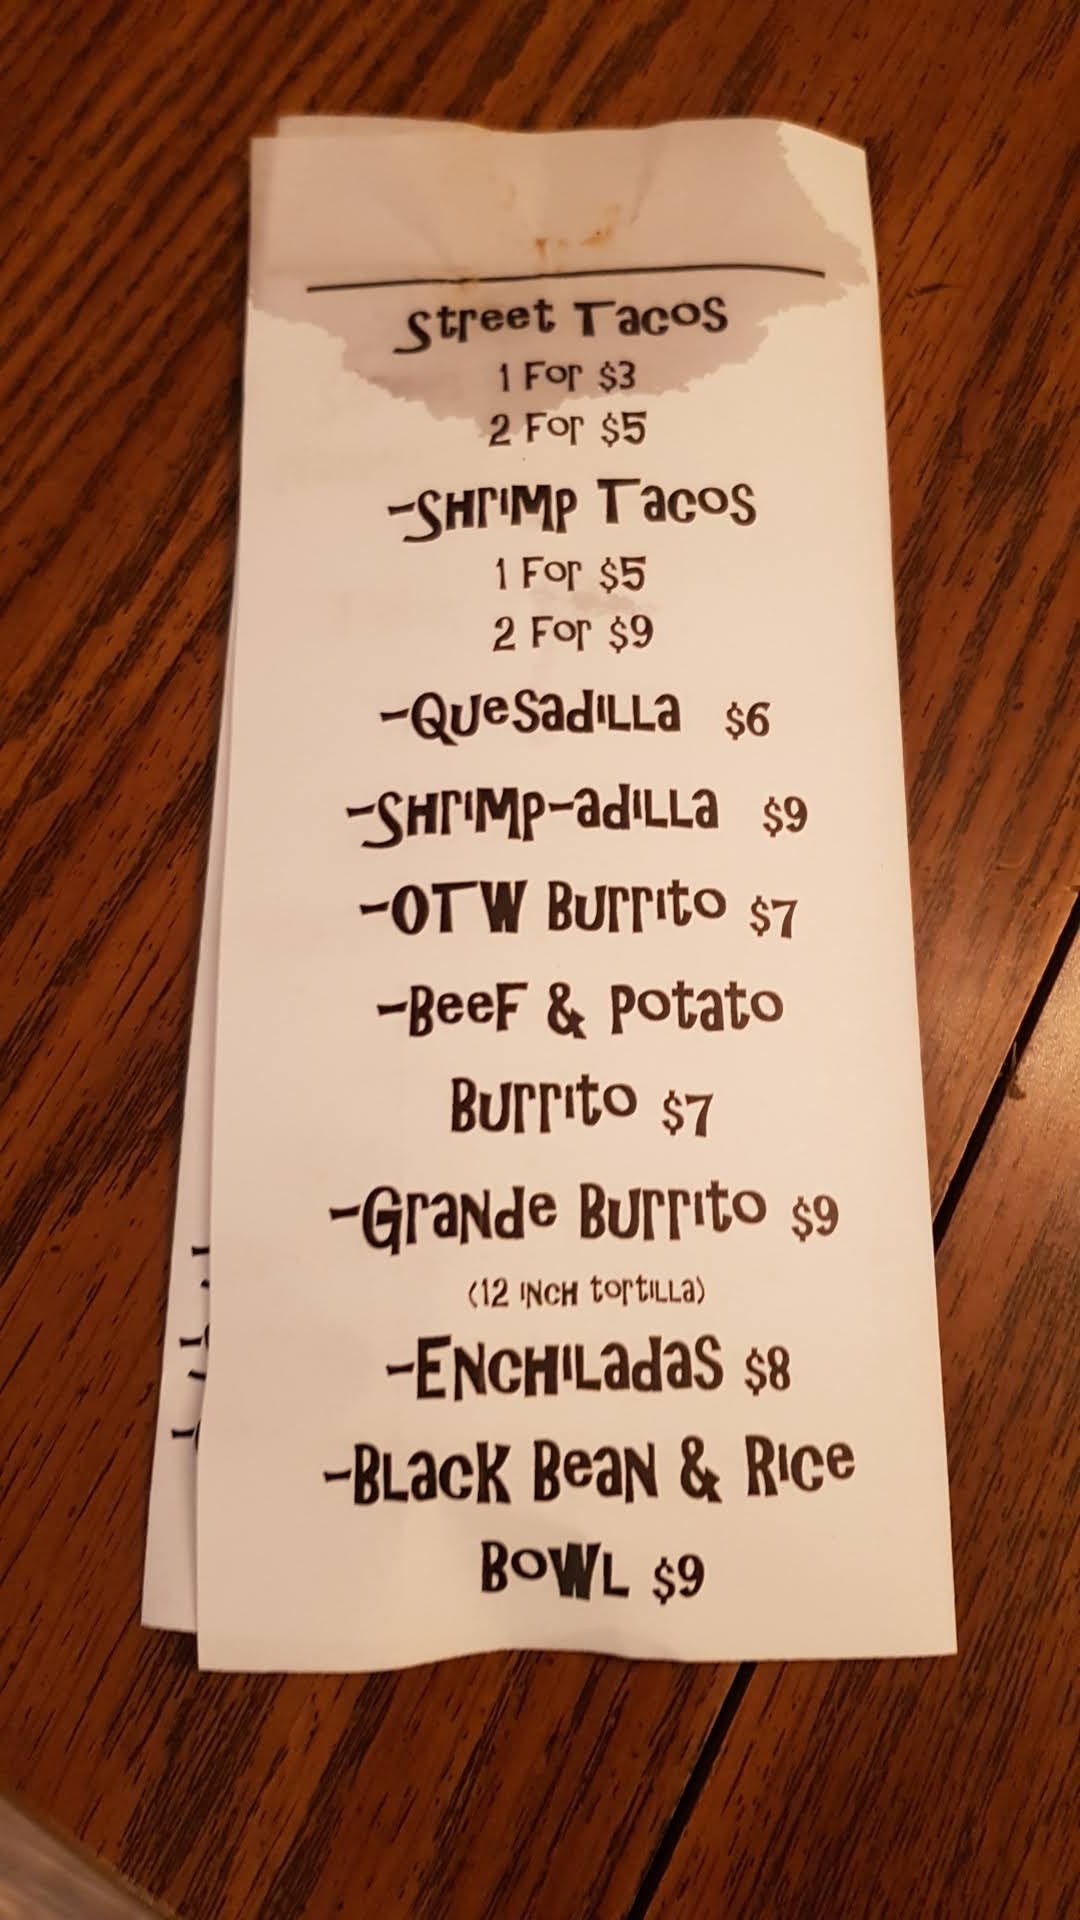 Street Tacos
1 For $3
2 For $5
-Shrimp Tacos
1 For $5
2 For $9
-Quesadilla $6
-Shrimp-adilla $9
-OTW Burrito $7
-Beef & Potato
Burrito $7
-Grande Burrito $9
(12 inch tortilla)
-Enchiladas $8
-Black Bean & Rice
Bowl $9